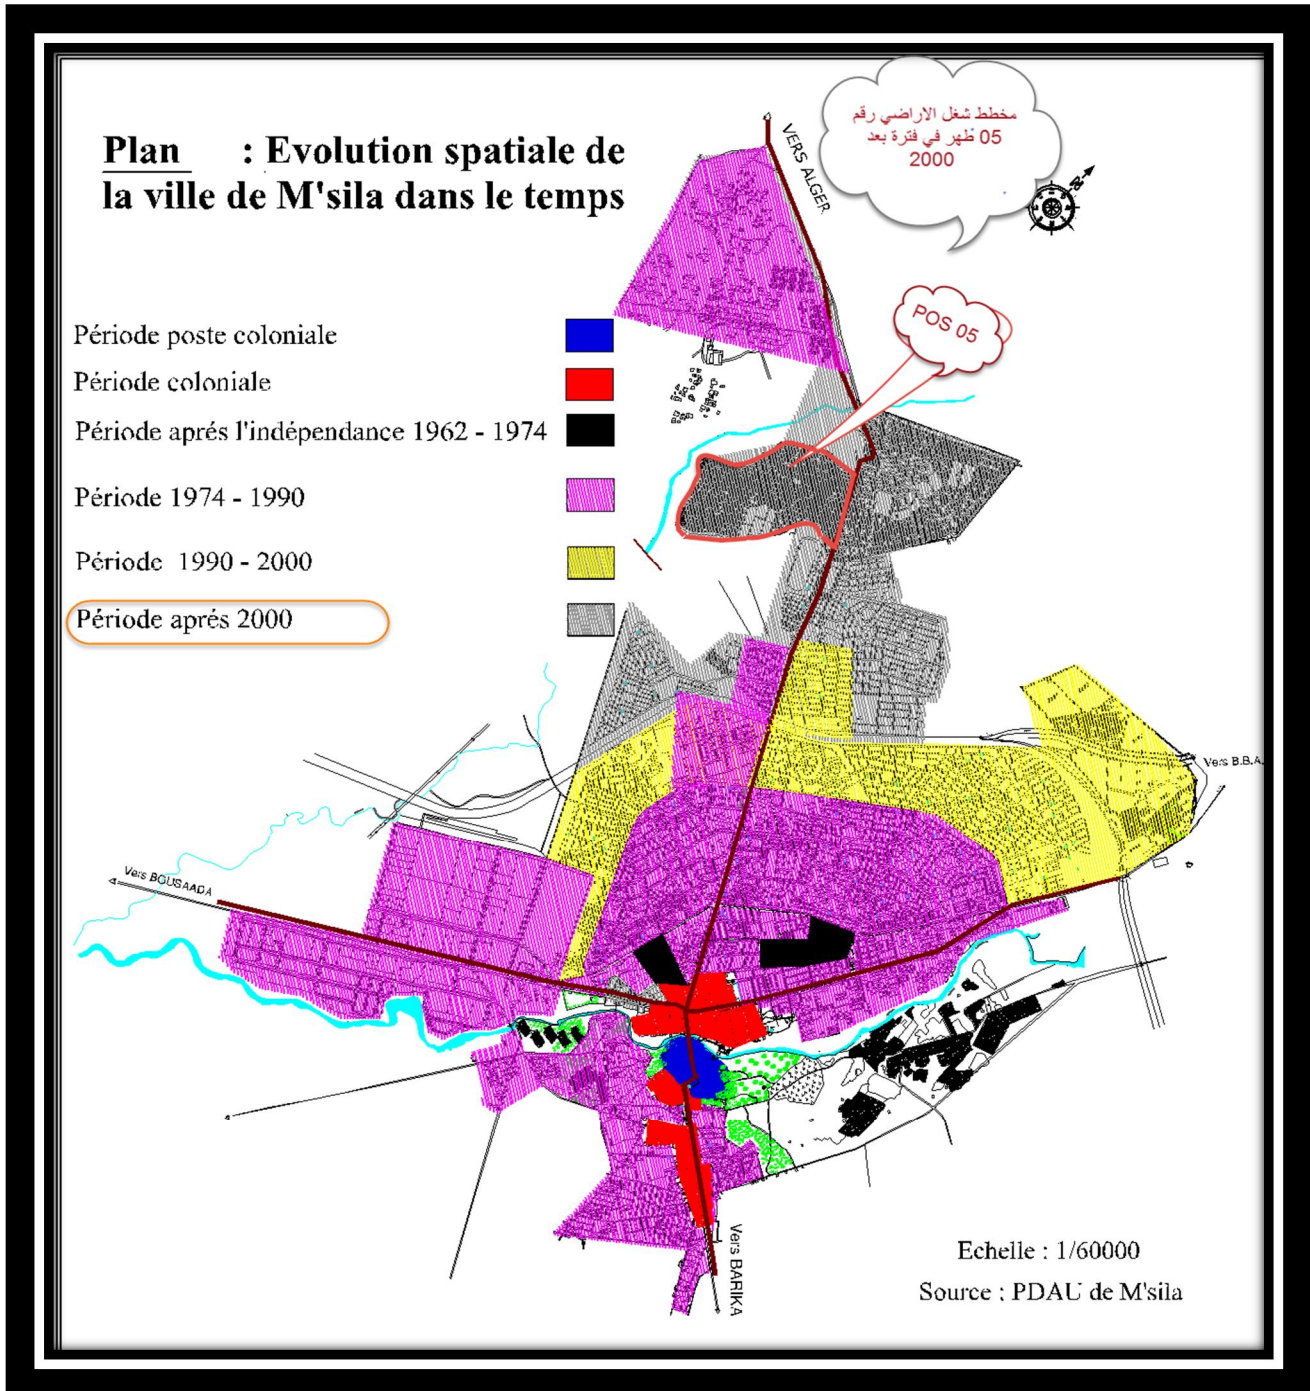 Plan : Evolution spatiale de
la ville de M'sila dans le temps
مخطط شغل الاراضي رقم
05 ظهر في فترة بعد
2000
VERS ALGER
POS 05
Période poste coloniale
Période coloniale
Période aprés l'indépendance 1962 - 1974
Période 1974 - 1990
Période 1990 - 2000
Période aprés 2000
Vers B.B.A.
Vers BOUSAADA
Vers BARIKA
Echelle : 1/60000
Source : PDAU de M'sila